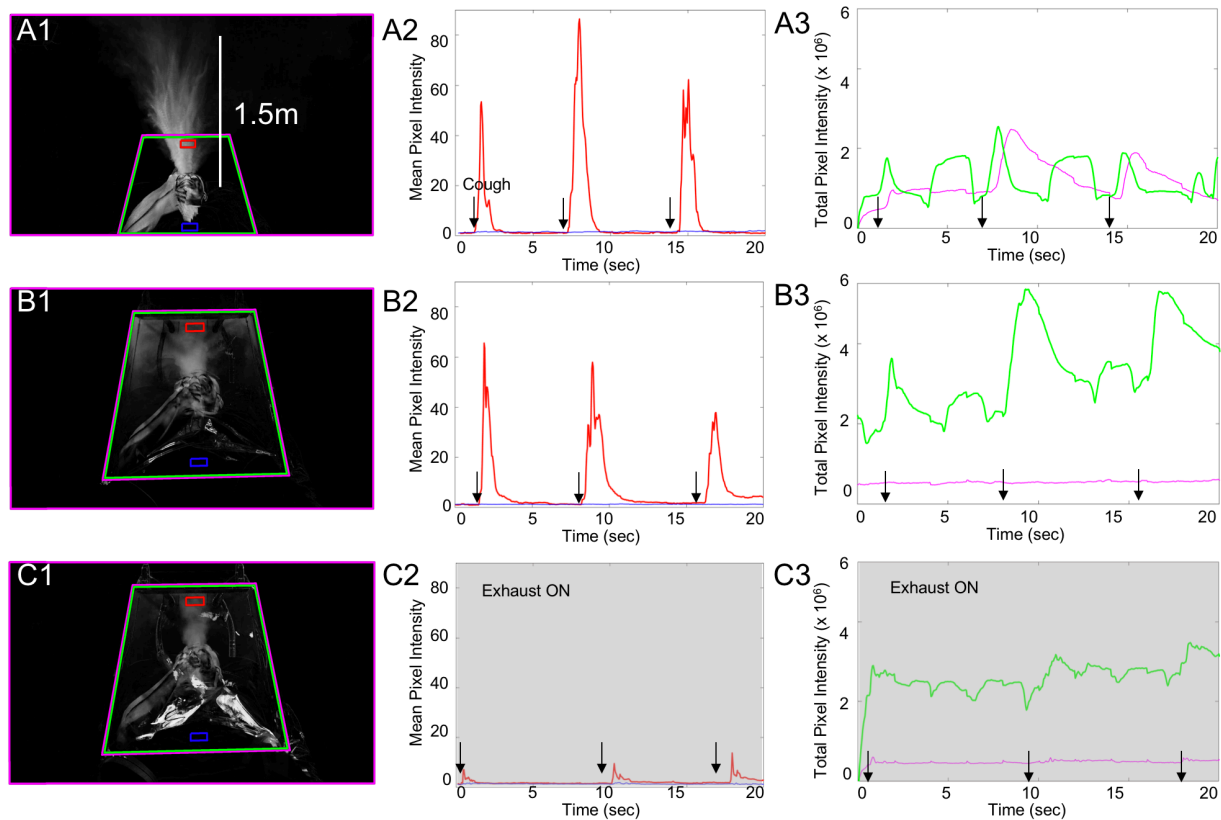 A1
1.5m
A2
Mean Pixel Intensity
80
60
40
20
0
Cough
0 5 10 15 20
Time (sec)
A3
Total Pixel Intensity (x 10⁶)
6
4
2
0
0 5 10 15 20
Time (sec)
B1
B2
Mean Pixel Intensity
80
60
40
20
0
0 5 10 15 20
Time (sec)
B3
Total Pixel Intensity (x 10⁶)
6
4
2
0
0 5 10 15 20
Time (sec)
C1
C2
Mean Pixel Intensity
80
60
40
20
0
Exhaust ON
0 5 10 15 20
Time (sec)
C3
Total Pixel Intensity (x 10⁶)
6
4
2
0
Exhaust ON
0 5 10 15 20
Time (sec)